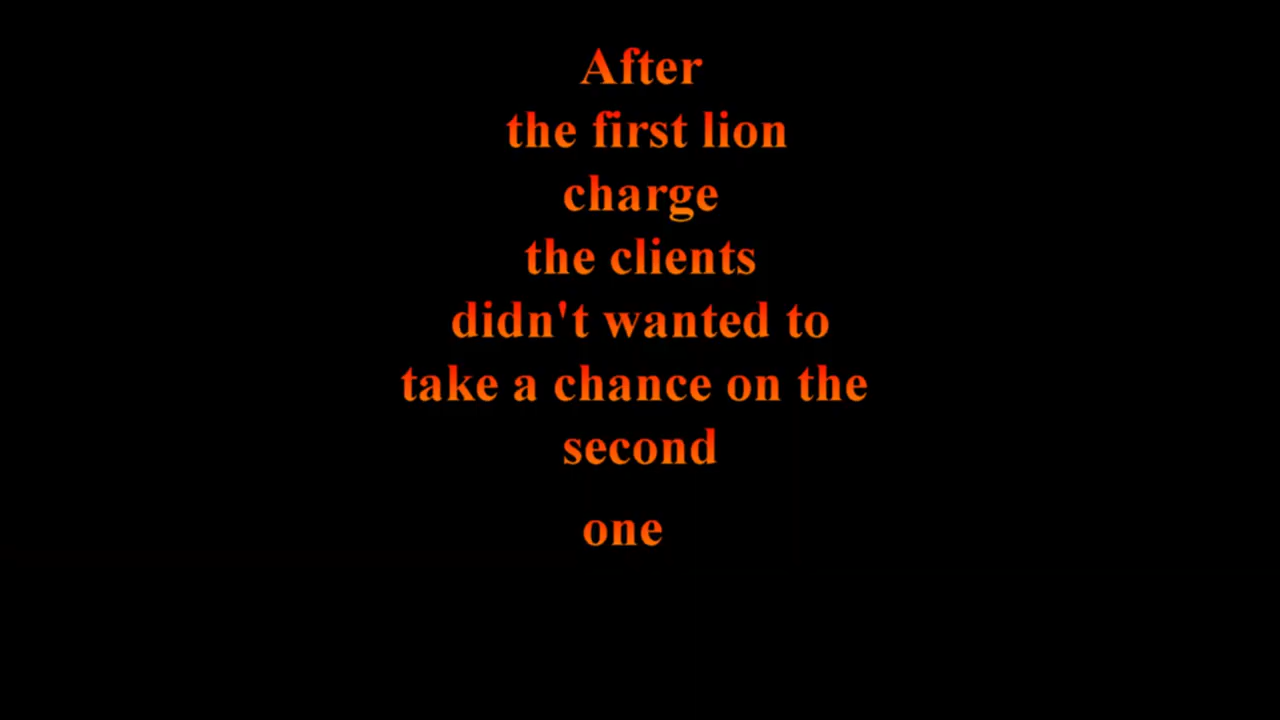 After
the first lion
charge
the clients
didn't wanted to
take a chance on the
second
one